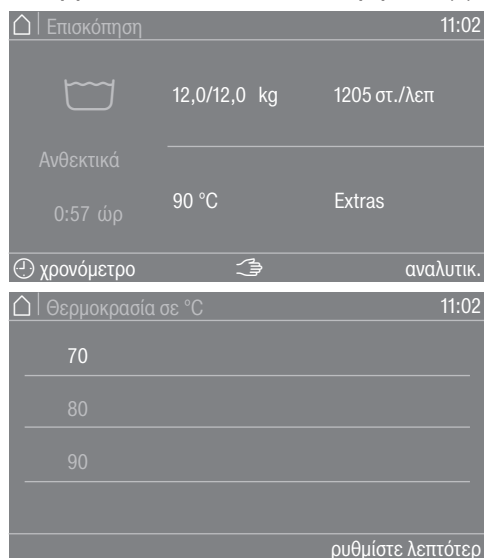 Επισκόπηση 11:02
12,0/12,0 kg 1205 στ./λεπ
Ανθεκτικά
90 °C Extras
0:57 ώρ
χρονόμετρο αναλυτικ.
Θερμοκρασία σε °C 11:02
70
80
90
ρυθμίστε λεπτότερ